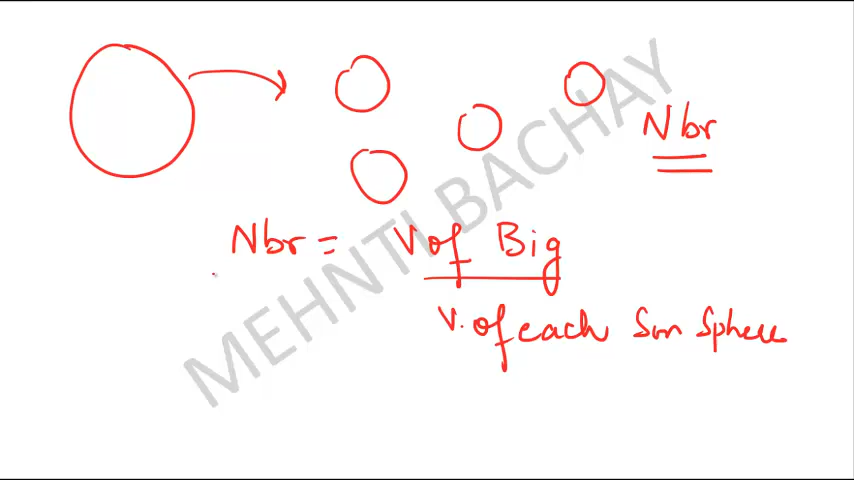 Nbr
Nbr = V of Big
V. of each Sm Sphere
MEHNTI BACHAY